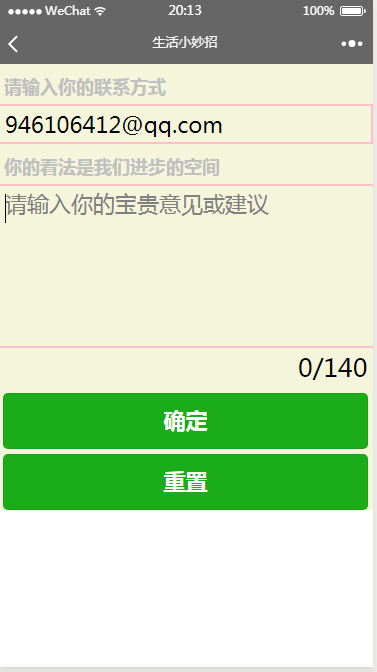 WeChat 20:13 100%
生活小妙招
请输入你的联系方式
946106412@qq.com
你的看法是我们进步的空间
请输入你的宝贵意见或建议
0/140
确定
重置